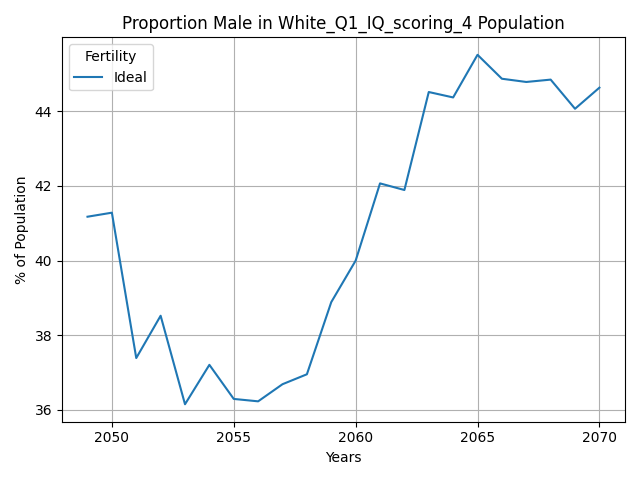 Proportion Male in White_Q1_IQ_scoring_4 Population
Fertility
Ideal
% of Population
44
42
40
38
36
2050 2055 2060 2065 2070
Years